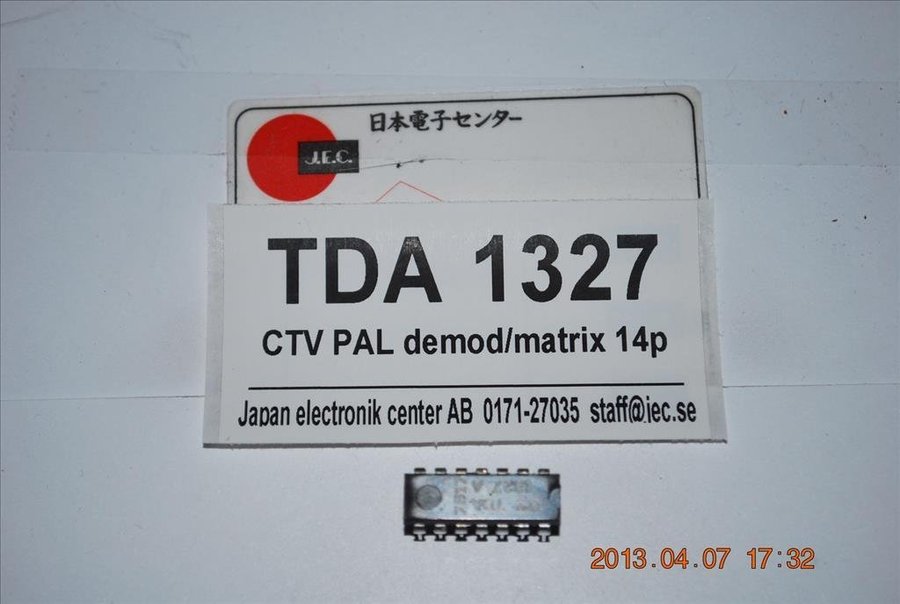 日本電子センター
J.E.C.
TDA 1327
CTV PAL demod/matrix 14p
Japan electronik center AB 0171-27035 staff@jec.se
2013.04.07 17:32